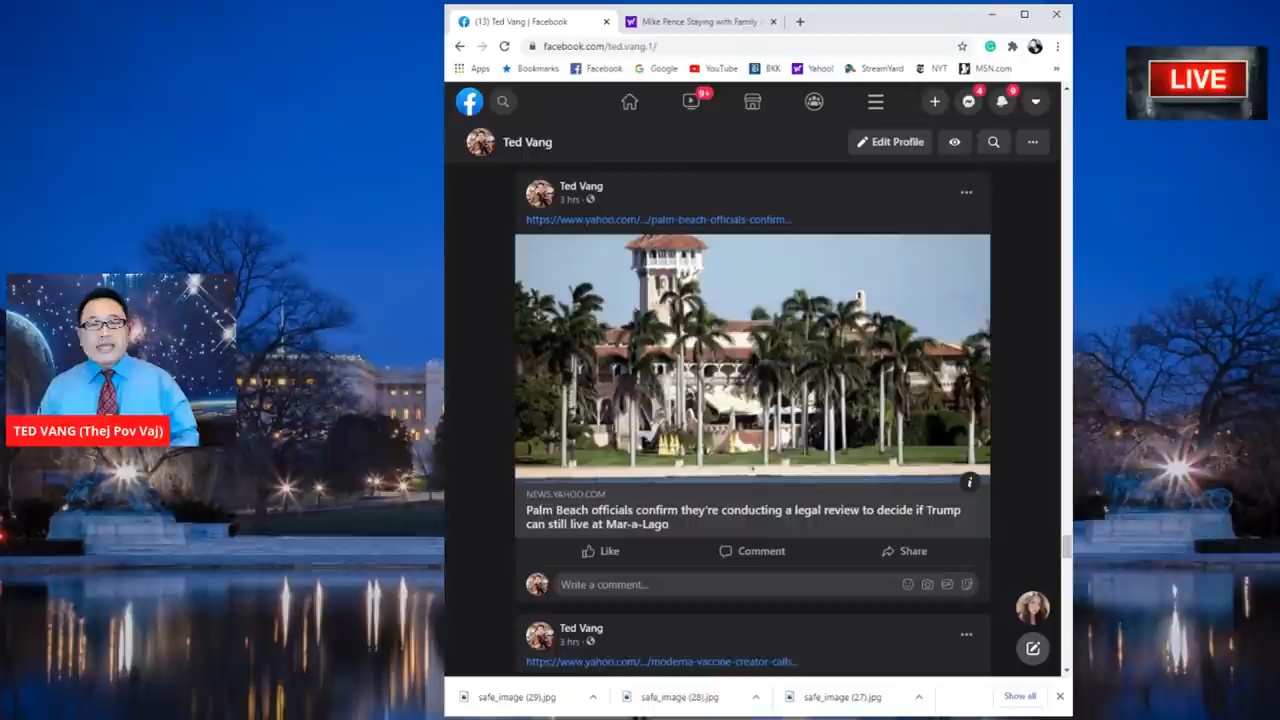 (13) Ted Vang | Facebook
Mike Pence Staying with Family
facebook.com/ted.vang.1/
Apps
Bookmarks
Facebook
Google
YouTube
BKK
Yahoo!
StreamYard
NYT
MSN.com
LIVE
9+
4
9
Ted Vang
Edit Profile
Ted Vang
3 hrs
https://www.yahoo.com/.../palm-beach-officials-confirm...
NEWS.YAHOO.COM
Palm Beach officials confirm they're conducting a legal review to decide if Trump
can still live at Mar-a-Lago
Like
Comment
Share
Write a comment...
TED VANG (Thej Pov Vaj)
Ted Vang
3 hrs
https://www.yahoo.com/.../moderna-vaccine-creator-calls...
safe_image (29).jpg
safe_image (28).jpg
safe_image (27).jpg
Show all